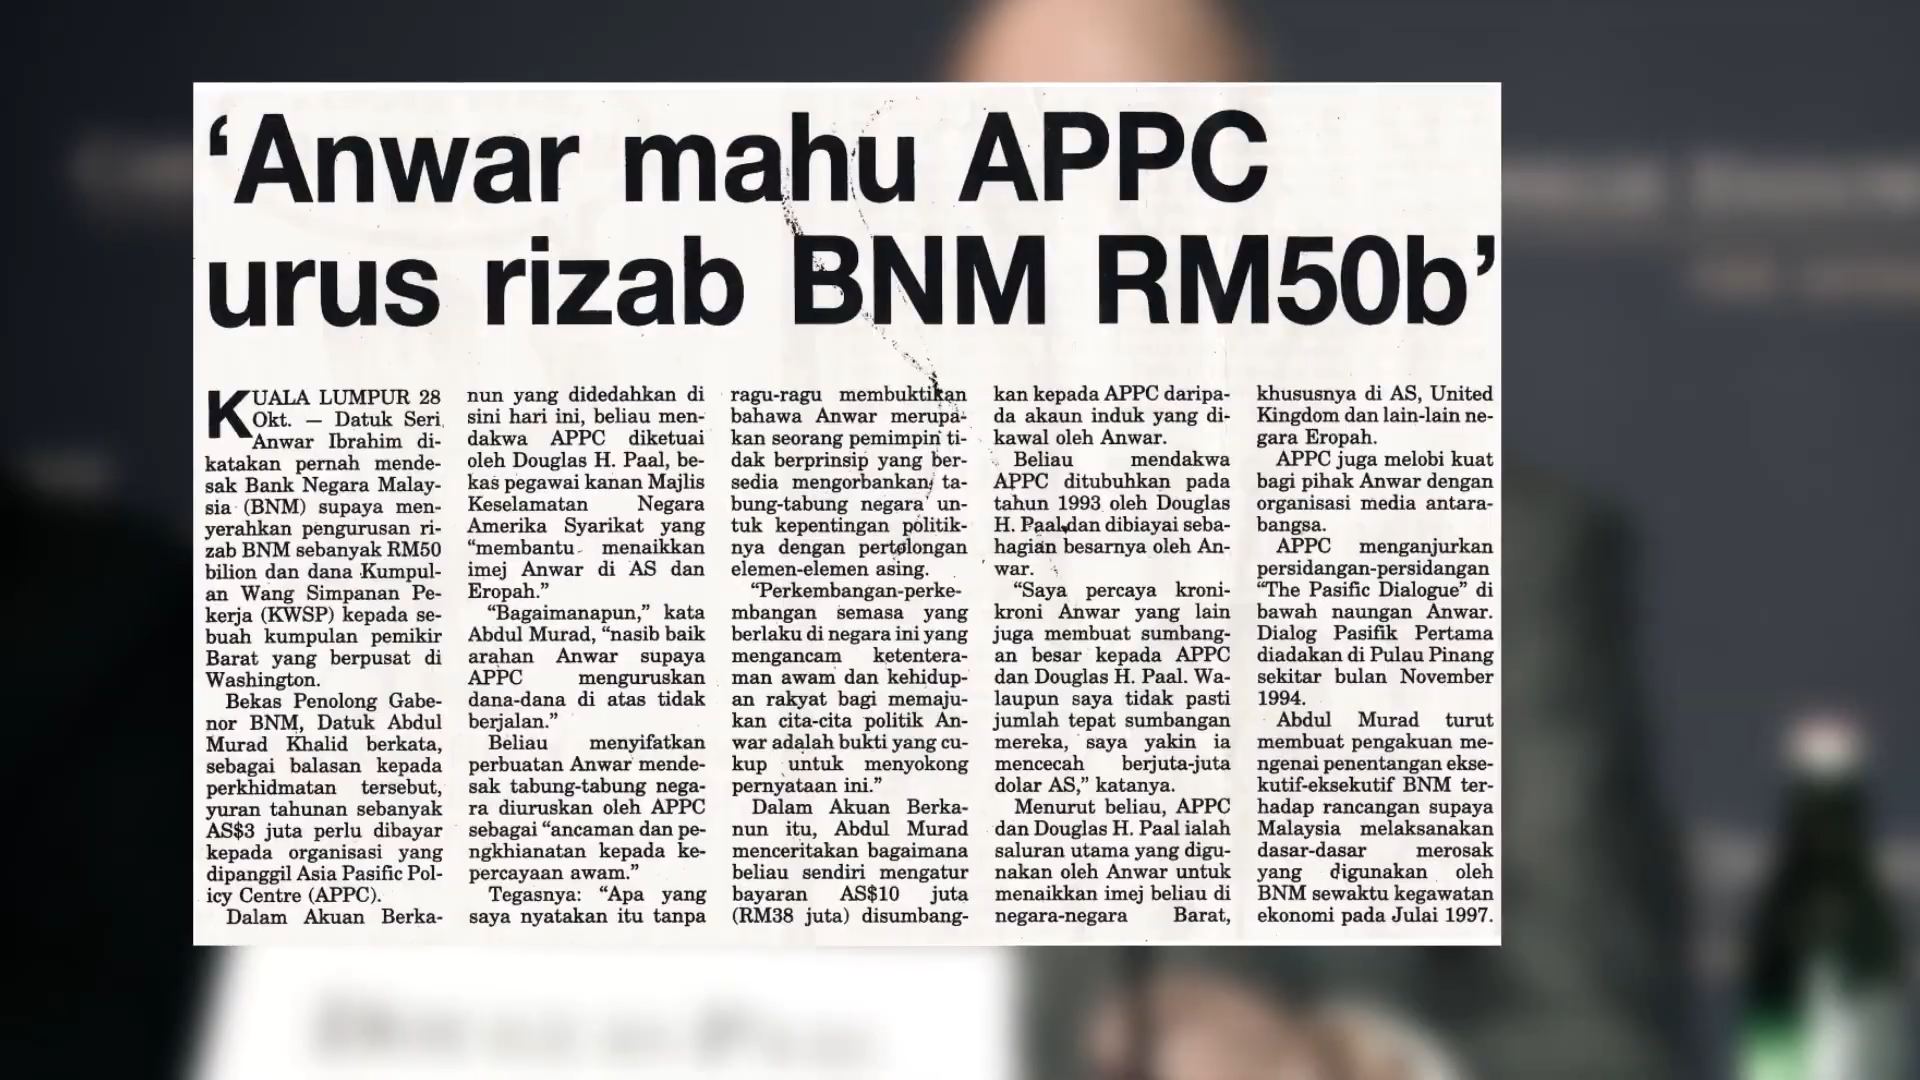 ‘Anwar mahu APPC
urus rizab BNM RM50b’
KUALA LUMPUR 28
Okt. — Datuk Seri
Anwar Ibrahim di-
katakan pernah mende-
sak Bank Negara Malay-
sia (BNM) supaya men-
yerahkan pengurusan ri-
zab BNM sebanyak RM50
bilion dan dana Kumpul-
an Wang Simpanan Pe-
kerja (KWSP) kepada se-
buah kumpulan pemikir
Barat yang berpusat di
Washington.
Bekas Penolong Gabe-
nor BNM, Datuk Abdul
Murad Khalid berkata,
sebagai balasan kepada
perkhidmatan tersebut,
yuran tahunan sebanyak
AS$3 juta perlu dibayar
kepada organisasi yang
dipanggil Asia Pasific Pol-
icy Centre (APPC).
Dalam Akuan Berka-
nun yang didedahkan di
sini hari ini, beliau men-
dakwa APPC diketuai
oleh Douglas H. Paal, be-
kas pegawai kanan Majlis
Keselamatan Negara
Amerika Syarikat yang
“membantu menaikkan
imej Anwar di AS dan
Eropah.”
“Bagaimanapun,” kata
Abdul Murad, “nasib baik
arahan Anwar supaya
APPC menguruskan
dana-dana di atas tidak
berjalan.”
Beliau menyifatkan
perbuatan Anwar mende-
sak tabung-tabung nega-
ra diuruskan oleh APPC
sebagai “ancaman dan pe-
ngkhianatan kepada ke-
percayaan awam.”
Tegasnya: “Apa yang
saya nyatakan itu tanpa
ragu-ragu membuktikan
bahawa Anwar merupa-
kan seorang pemimpin ti-
dak berprinsip yang ber-
sedia mengorbankan ta-
bung-tabung negara un-
tuk kepentingan politik-
nya dengan pertolongan
elemen-elemen asing.
“Perkembangan-perke-
mbangan semasa yang
berlaku di negara ini yang
mengancam ketentera-
man awam dan kehidup-
an rakyat bagi memaju-
kan cita-cita politik An-
war adalah bukti yang cu-
kup untuk menyokong
pernyataan ini.”
Dalam Akuan Berka-
nun itu, Abdul Murad
menceritakan bagaimana
beliau sendiri mengatur
bayaran AS$10 juta
(RM38 juta) disumbang-
kan kepada APPC daripa-
da akaun induk yang di-
kawal oleh Anwar.
Beliau mendakwa
APPC ditubuhkan pada
tahun 1993 oleh Douglas
H. Paal dan dibiayai seba-
hagian besarnya oleh An-
war.
“Saya percaya kroni-
kroni Anwar yang lain
juga membuat sumbang-
an besar kepada APPC
dan Douglas H. Paal. Wa-
laupun saya tidak pasti
jumlah tepat sumbangan
mereka, saya yakin ia
mencecah berjuta-juta
dolar AS,” katanya.
Menurut beliau, APPC
dan Douglas H. Paal ialah
saluran utama yang digu-
nakan oleh Anwar untuk
menaikkan imej beliau di
negara-negara Barat,
khususnya di AS, United
Kingdom dan lain-lain ne-
gara Eropah.
APPC juga melobi kuat
bagi pihak Anwar dengan
organisasi media antara-
bangsa.
APPC menganjurkan
persidangan-persidangan
“The Pasific Dialogue” di
bawah naungan Anwar.
Dialog Pasifik Pertama
diadakan di Pulau Pinang
sekitar bulan November
1994.
Abdul Murad turut
membuat pengakuan me-
ngenai penentangan ekse-
kutif-eksekutif BNM ter-
hadap rancangan supaya
Malaysia melaksanakan
dasar-dasar merosak
yang digunakan oleh
BNM sewaktu kegawatan
ekonomi pada Julai 1997.